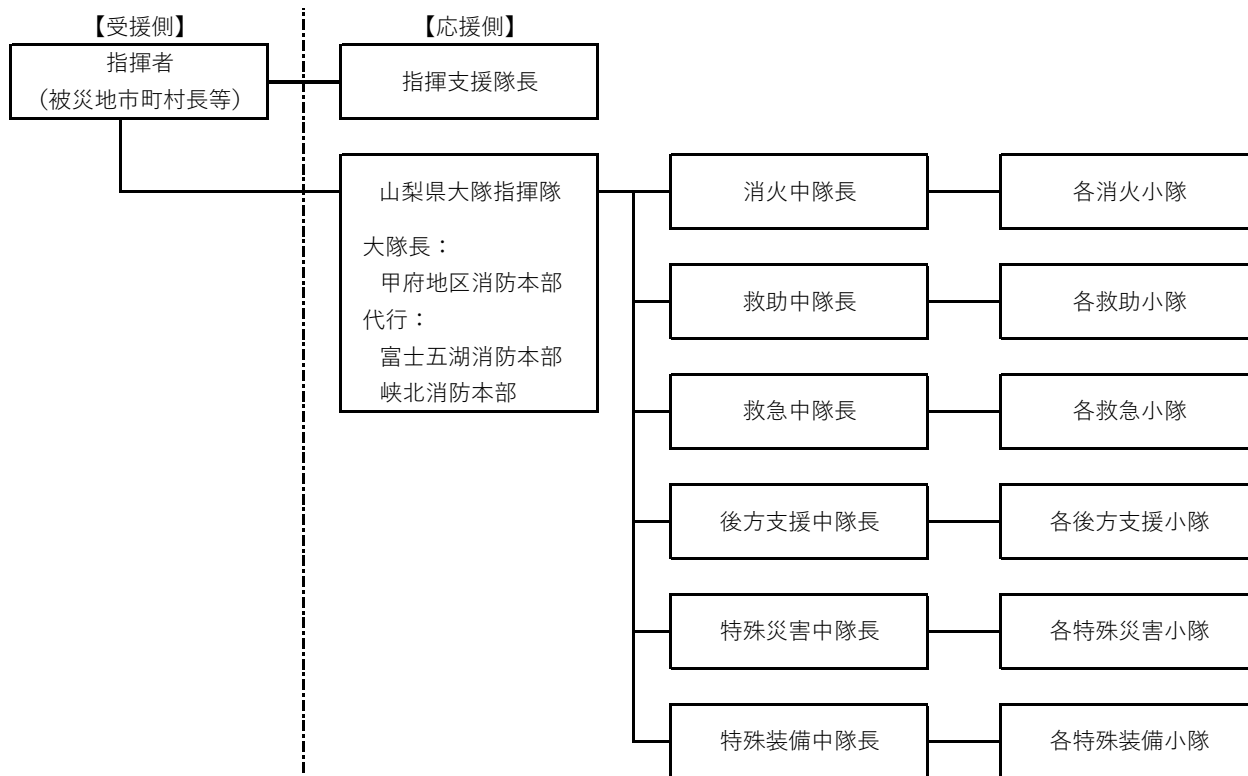 【受援側】
【応援側】
指揮者
（被災地市町村長等）
指揮支援隊長
山梨県大隊指揮隊
大隊長：
甲府地区消防本部
代行：
富士五湖消防本部
峡北消防本部
消火中隊長
各消火小隊
救助中隊長
各救助小隊
救急中隊長
各救急小隊
後方支援中隊長
各後方支援小隊
特殊災害中隊長
各特殊災害小隊
特殊装備中隊長
各特殊装備小隊